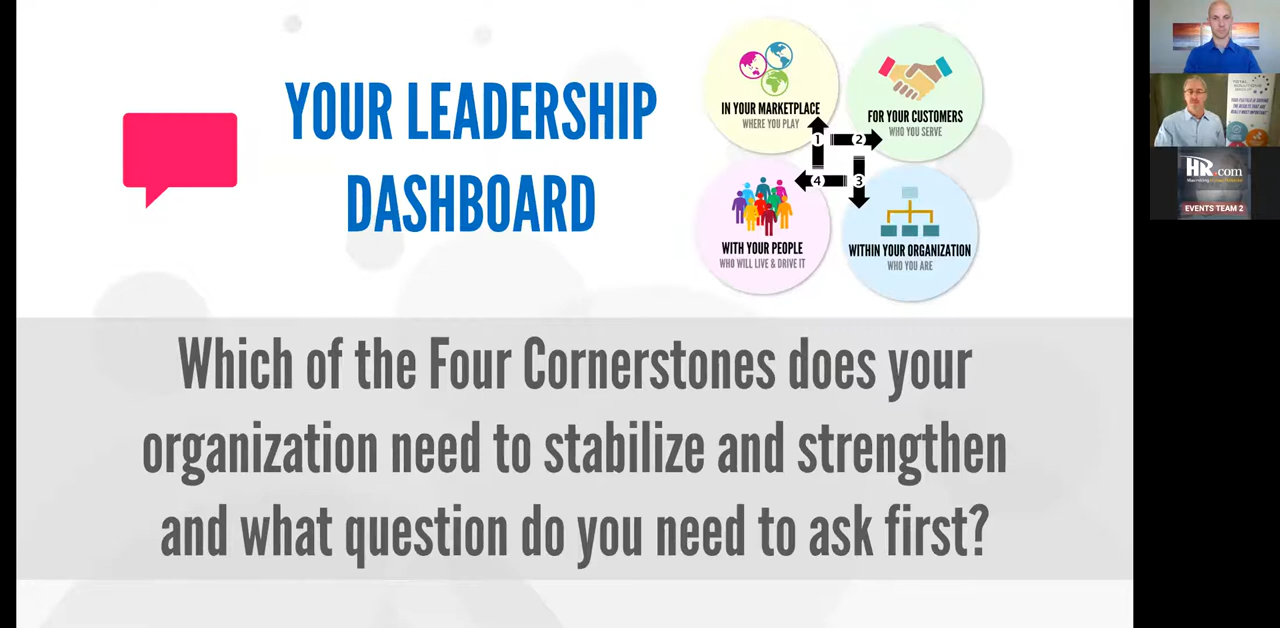 YOUR LEADERSHIP
DASHBOARD
IN YOUR MARKETPLACE
WHERE YOU PLAY
FOR YOUR CUSTOMERS
WHO YOU SERVE
1
2
4
3
WITH YOUR PEOPLE
WHO WILL LIVE & DRIVE IT
WITHIN YOUR ORGANIZATION
WHO YOU ARE
Which of the Four Cornerstones does your
organization need to stabilize and strengthen
and what question do you need to ask first?
TOTAL
SOLUTIONS
HR.com
EVENTS TEAM 2